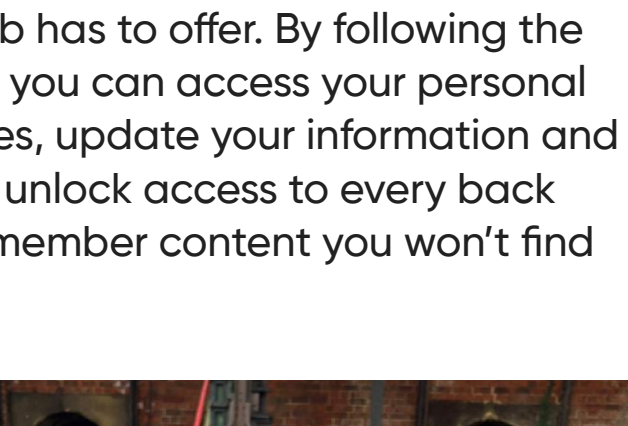 b has to offer. By following the
you can access your personal
es, update your information and
unlock access to every back
member content you won’t find